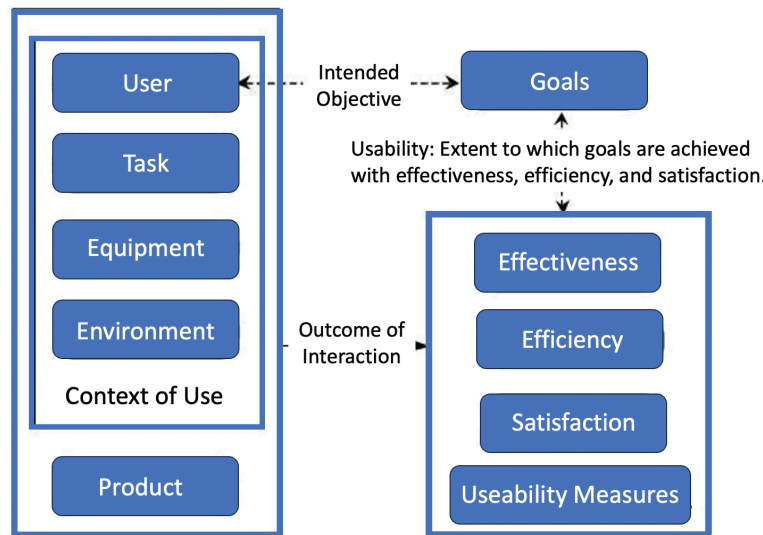 User
Task
Equipment
Environment
Context of Use
Product
Intended
Objective
Goals
Usability: Extent to which goals are achieved
with effectiveness, efficiency, and satisfaction.
Outcome of
Interaction
Effectiveness
Efficiency
Satisfaction
Useability Measures